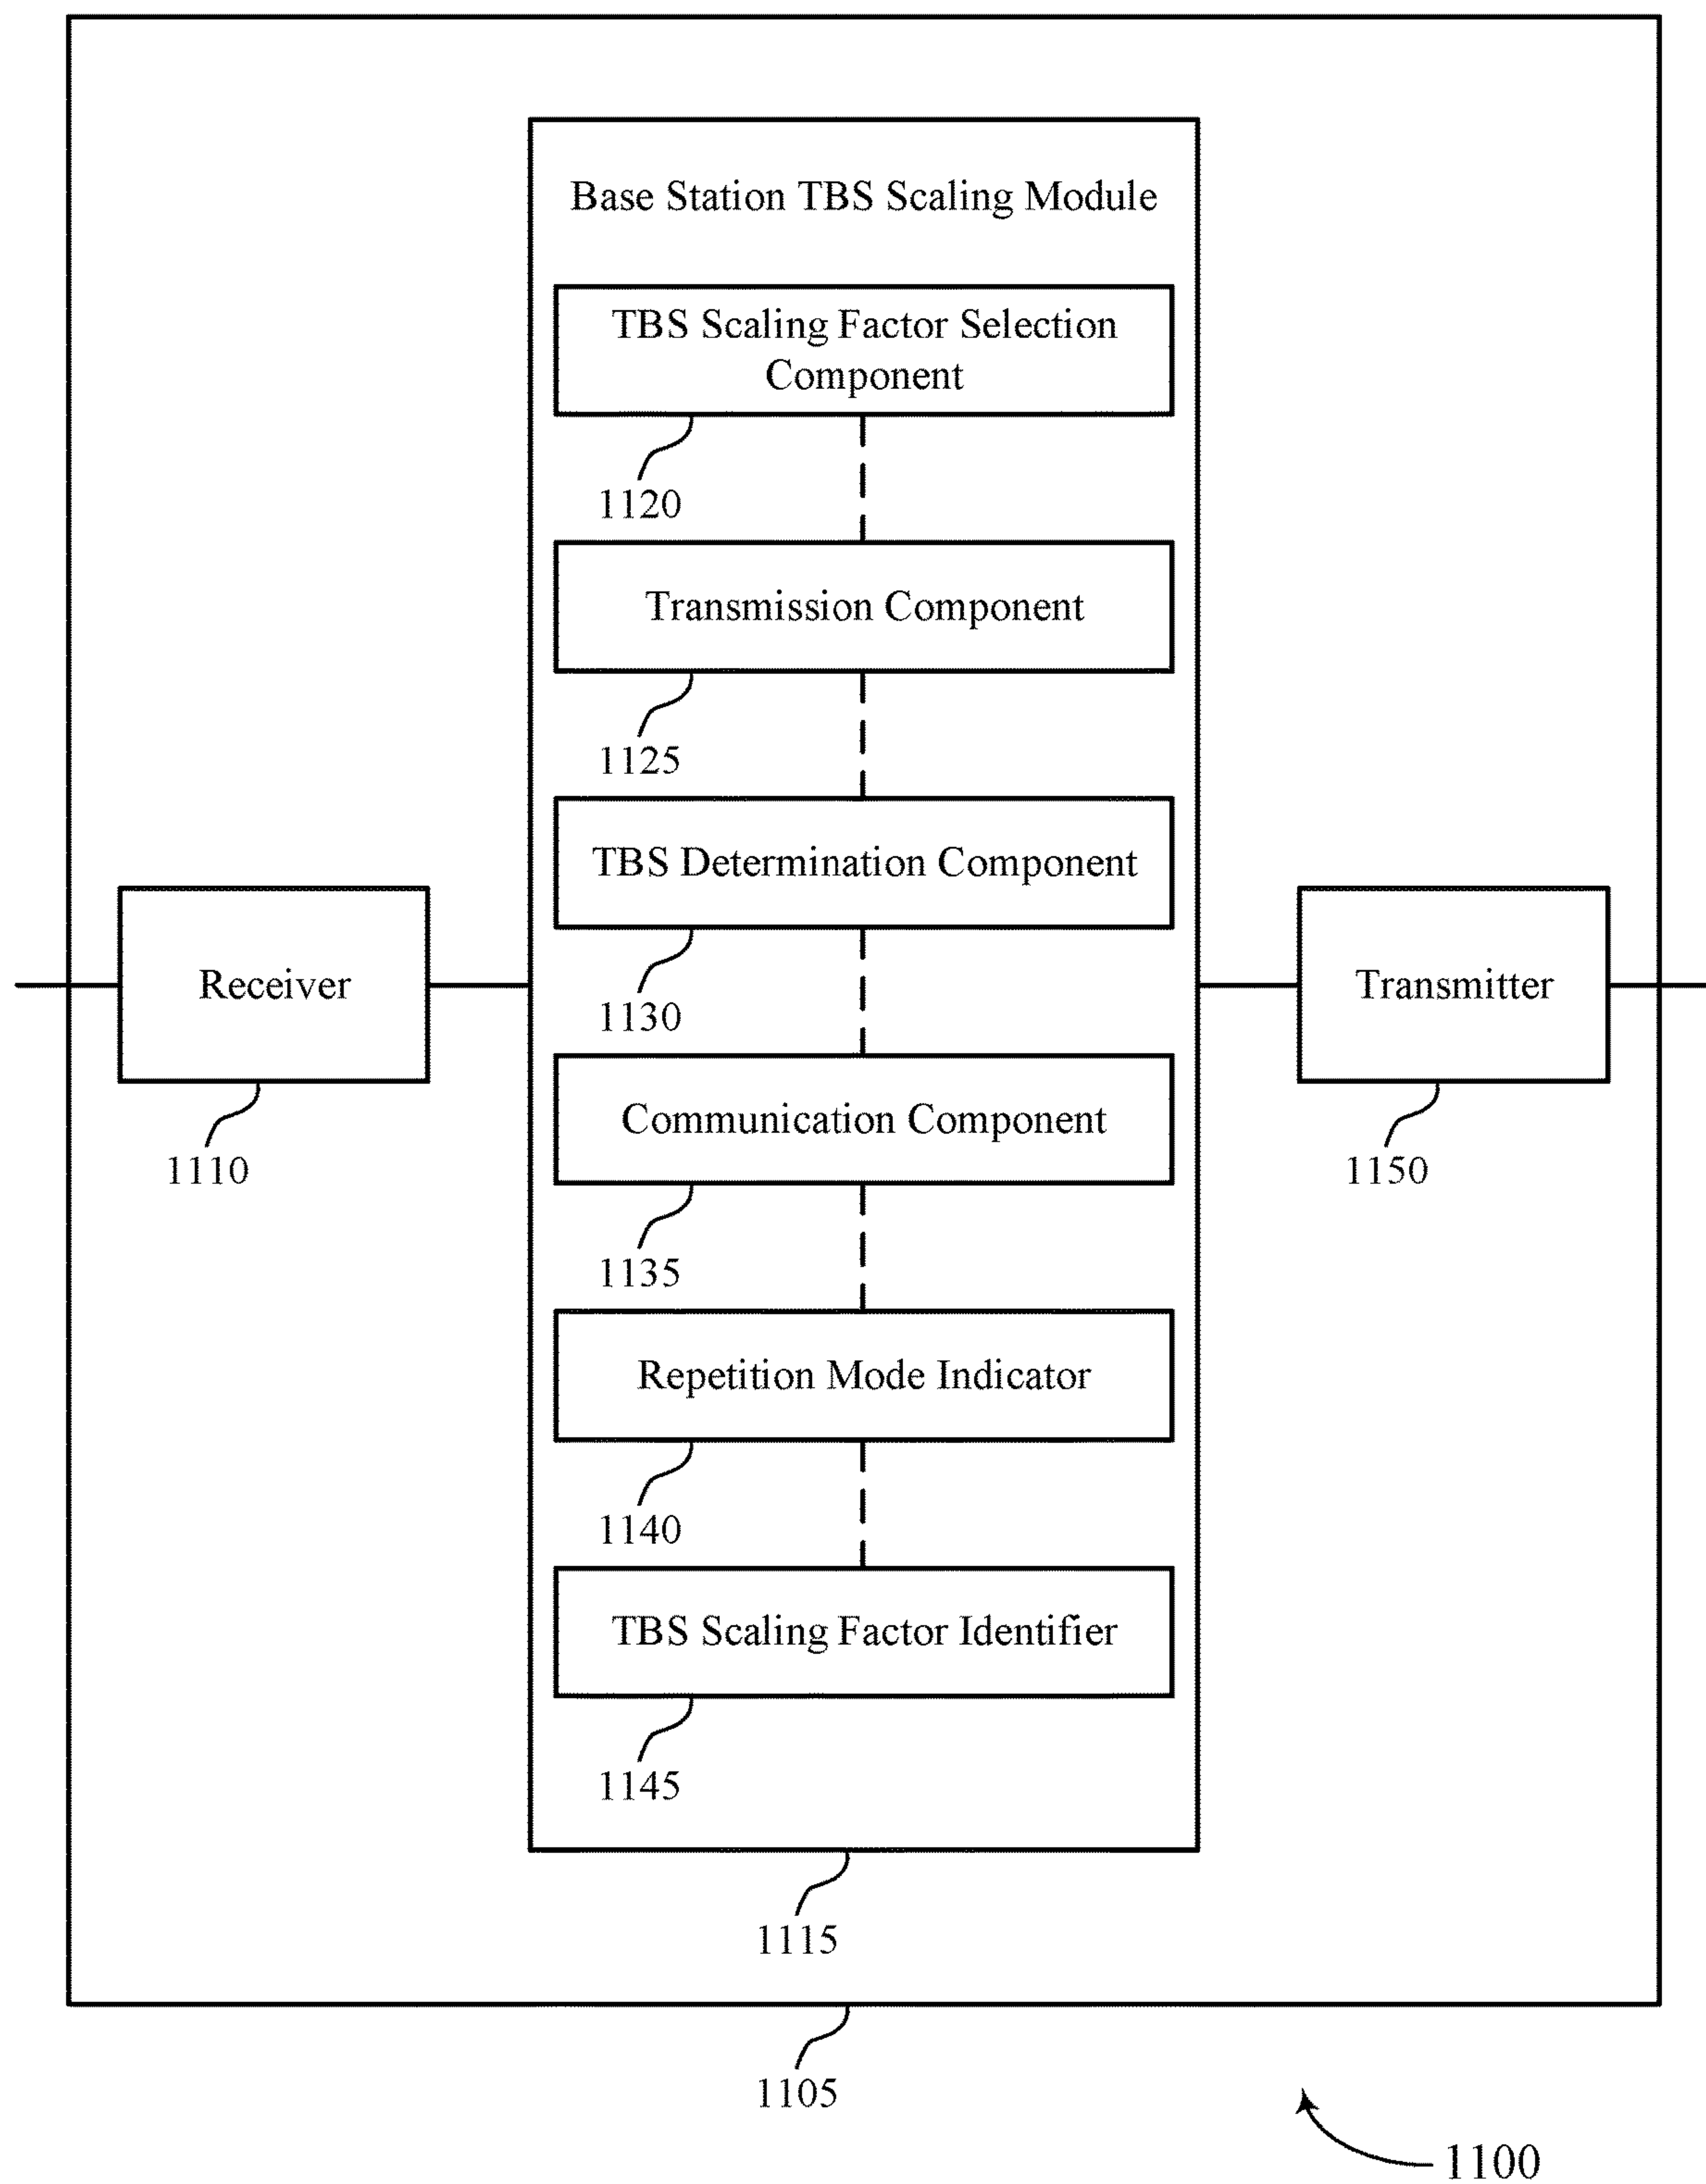 Base Station TBS Scaling Module
TBS Scaling Factor Selection
Component
1120
Transmission Component
1125
TBS Determination Component
1130
Receiver
1110
Transmitter
1150
Communication Component
1135
Repetition Mode Indicator
1140
TBS Scaling Factor Identifier
1145
1115
1105
1100